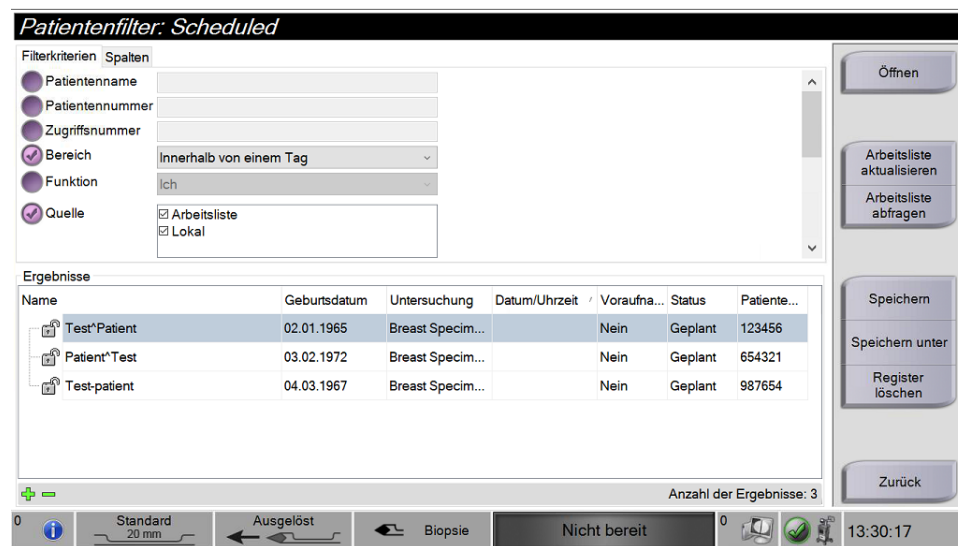 Patientenfilter: Scheduled
Filterkriterien Spalten
Patientenname
Patientennummer
Zugriffsnummer
Bereich Innerhalb von einem Tag
Funktion Ich
Quelle Arbeitsliste
Lokal
Öffnen
Arbeitsliste
aktualisieren
Arbeitsliste
abfragen
Ergebnisse
Name Geburtsdatum Untersuchung Datum/Uhrzeit Voraufna... Status Patiente...
Test^Patient 02.01.1965 Breast Specim... Nein Geplant 123456
Patient^Test 03.02.1972 Breast Specim... Nein Geplant 654321
Test-patient 04.03.1967 Breast Specim... Nein Geplant 987654
Speichern
Speichern unter
Register
löschen
Anzahl der Ergebnisse: 3
Zurück
0 Standard
20 mm
Ausgelöst
Biopsie
Nicht bereit
0
13:30:17